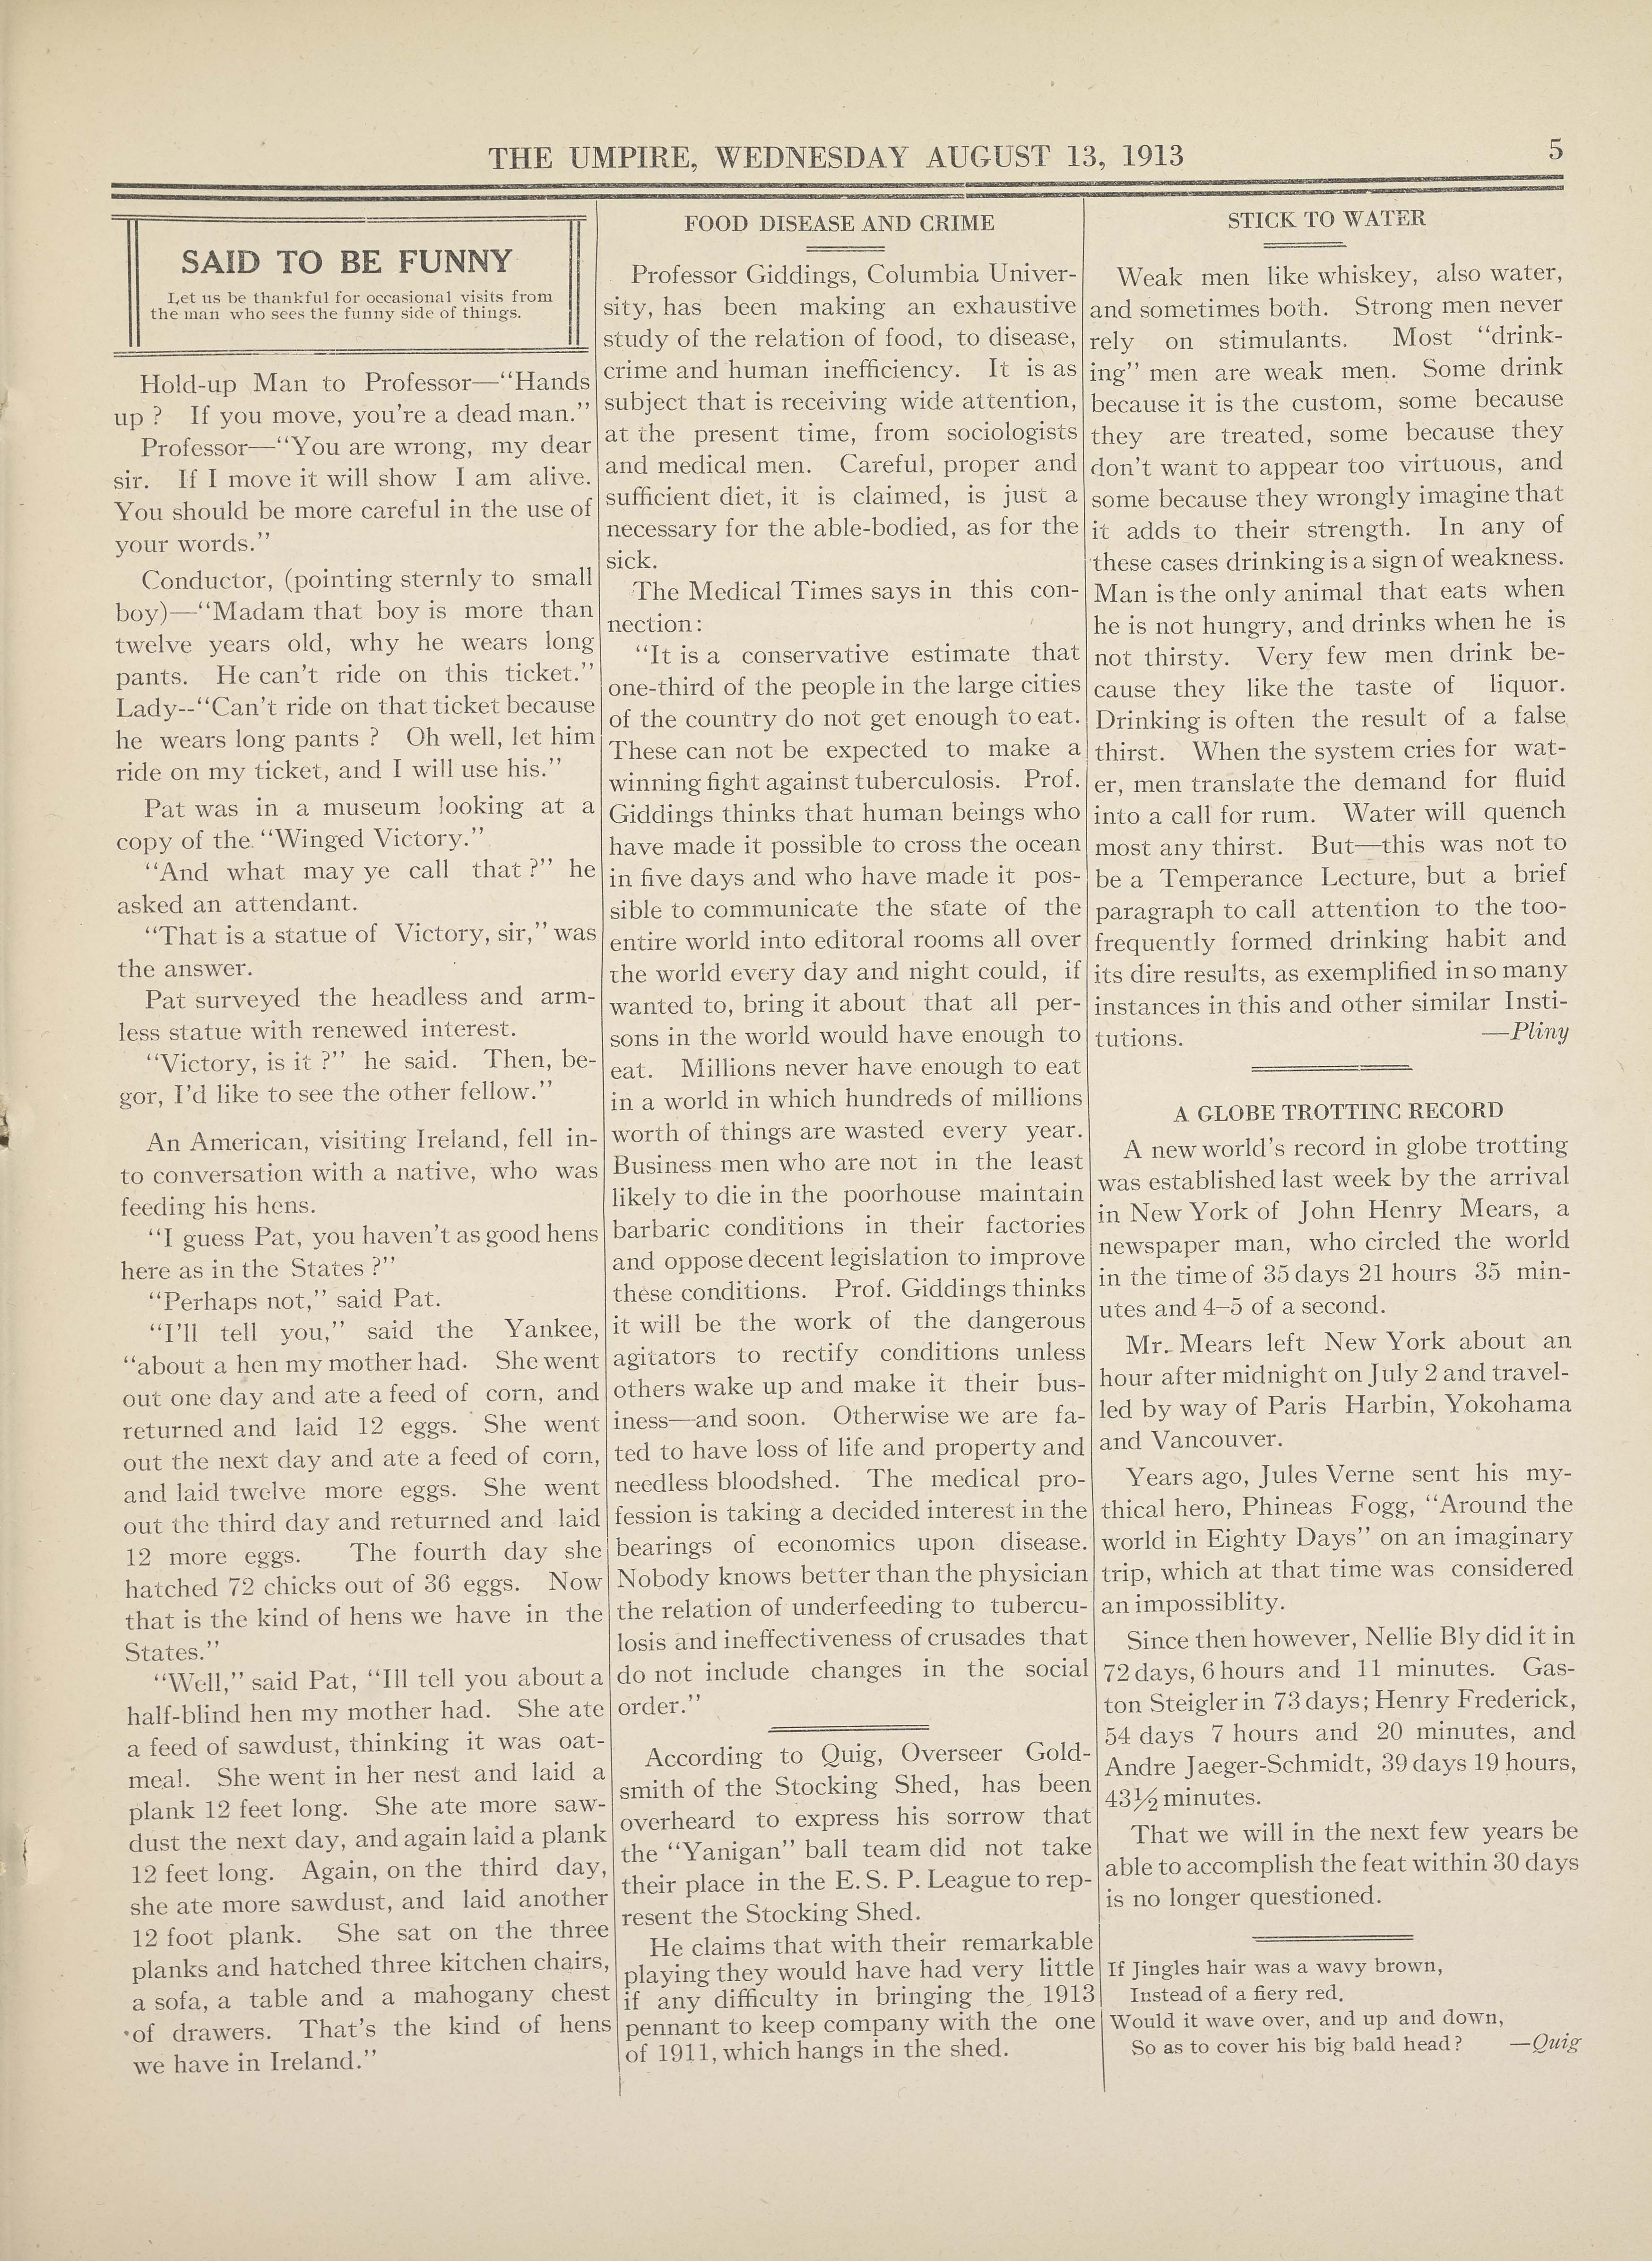 THE UMPIRE, WEDNESDAY AUGUST 13, 1913
5
SAID TO BE FUNNY
Let us be thankful for occasional visits from
the man who sees the funny side of things.
Hold-up Man to Professor—“Hands
up ? If you move, you’re a dead man.”
Professor—“You are wrong, my dear
sir. If I move it will show I am alive.
You should be more careful in the use of
your words.”
Conductor, (pointing sternly to small
boy)—“Madam that boy is more than
twelve years old, why he wears long
pants. He can’t ride on this ticket.”
Lady--“Can’t ride on that ticket because
he wears long pants ? Oh well, let him
ride on my ticket, and I will use his.”
Pat was in a museum looking at a
copy of the “Winged Victory.”
“And what may ye call that ?” he
asked an attendant.
“That is a statue of Victory, sir,” was
the answer.
Pat surveyed the headless and arm-
less statue with renewed interest.
“Victory, is it ?” he said. Then, be-
gor, I’d like to see the other fellow.”
An American, visiting Ireland, fell in-
to conversation with a native, who was
feeding his hens.
“I guess Pat, you haven’t as good hens
here as in the States ?”
“Perhaps not,” said Pat.
“I’ll tell you,” said the Yankee,
“about a hen my mother had. She went
out one day and ate a feed of corn, and
returned and laid 12 eggs. She went
out the next day and ate a feed of corn,
and laid twelve more eggs. She went
out the third day and returned and laid
12 more eggs. The fourth day she
hatched 72 chicks out of 36 eggs. Now
that is the kind of hens we have in the
States.”
“Well,” said Pat, “Ill tell you about a
half-blind hen my mother had. She ate
a feed of sawdust, thinking it was oat-
meal. She went in her nest and laid a
plank 12 feet long. She ate more saw-
dust the next day, and again laid a plank
12 feet long. Again, on the third day,
she ate more sawdust, and laid another
12 foot plank. She sat on the three
planks and hatched three kitchen chairs,
a sofa, a table and a mahogany chest
of drawers. That’s the kind of hens
we have in Ireland.”
FOOD DISEASE AND CRIME
Professor Giddings, Columbia Univer-
sity, has been making an exhaustive
study of the relation of food, to disease,
crime and human inefficiency. It is as
subject that is receiving wide attention,
at the present time, from sociologists
and medical men. Careful, proper and
sufficient diet, it is claimed, is just a
necessary for the able-bodied, as for the
sick.
The Medical Times says in this con-
nection:
“It is a conservative estimate that
one-third of the people in the large cities
of the country do not get enough to eat.
These can not be expected to make a
winning fight against tuberculosis. Prof.
Giddings thinks that human beings who
have made it possible to cross the ocean
in five days and who have made it pos-
sible to communicate the state of the
entire world into editoral rooms all over
the world every day and night could, if
wanted to, bring it about that all per-
sons in the world would have enough to
eat. Millions never have enough to eat
in a world in which hundreds of millions
worth of things are wasted every year.
Business men who are not in the least
likely to die in the poorhouse maintain
barbaric conditions in their factories
and oppose decent legislation to improve
these conditions. Prof. Giddings thinks
it will be the work of the dangerous
agitators to rectify conditions unless
others wake up and make it their bus-
iness—and soon. Otherwise we are fa-
ted to have loss of life and property and
needless bloodshed. The medical pro-
fession is taking a decided interest in the
bearings of economics upon disease.
Nobody knows better than the physician
the relation of underfeeding to tubercu-
losis and ineffectiveness of crusades that
do not include changes in the social
order.”
According to Quig, Overseer Gold-
smith of the Stocking Shed, has been
overheard to express his sorrow that
the “Yanigan” ball team did not take
their place in the E. S. P. League to rep-
resent the Stocking Shed.
He claims that with their remarkable
playing they would have had very little
if any difficulty in bringing the 1913
pennant to keep company with the one
of 1911, which hangs in the shed.
STICK TO WATER
Weak men like whiskey, also water,
and sometimes both. Strong men never
rely on stimulants. Most “drink-
ing” men are weak men. Some drink
because it is the custom, some because
they are treated, some because they
don’t want to appear too virtuous, and
some because they wrongly imagine that
it adds to their strength. In any of
these cases drinking is a sign of weakness.
Man is the only animal that eats when
he is not hungry, and drinks when he is
not thirsty. Very few men drink be-
cause they like the taste of liquor.
Drinking is often the result of a false
thirst. When the system cries for wat-
er, men translate the demand for fluid
into a call for rum. Water will quench
most any thirst. But—this was not to
be a Temperance Lecture, but a brief
paragraph to call attention to the too-
frequently formed drinking habit and
its dire results, as exemplified in so many
instances in this and other similar Insti-
tutions. —Pliny
A GLOBE TROTTINC RECORD
A new world’s record in globe trotting
was established last week by the arrival
in New York of John Henry Mears, a
newspaper man, who circled the world
in the time of 35 days 21 hours 35 min-
utes and 4–5 of a second.
Mr. Mears left New York about an
hour after midnight on July 2 and travel-
led by way of Paris Harbin, Yokohama
and Vancouver.
Years ago, Jules Verne sent his my-
thical hero, Phineas Fogg, “Around the
world in Eighty Days” on an imaginary
trip, which at that time was considered
an impossiblity.
Since then however, Nellie Bly did it in
72 days, 6 hours and 11 minutes. Gas-
ton Steigler in 73 days; Henry Frederick,
54 days 7 hours and 20 minutes, and
Andre Jaeger-Schmidt, 39 days 19 hours,
43½ minutes.
That we will in the next few years be
able to accomplish the feat within 30 days
is no longer questioned.
If Jingles hair was a wavy brown,
Instead of a fiery red,
Would it wave over, and up and down,
So as to cover his big bald head ? —Quig